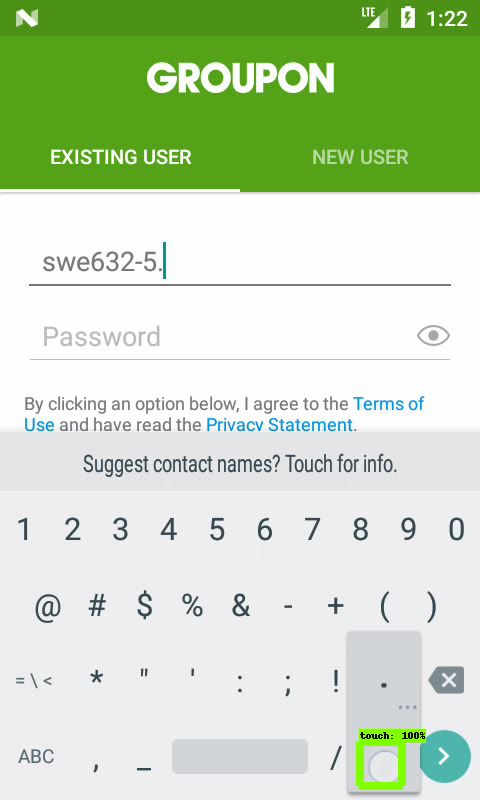 LTE 1:22
GROUPON
EXISTING USER NEW USER
swe632-5.
Password
By clicking an option below, I agree to the Terms of
Use and have read the Privacy Statement.
Suggest contact names? Touch for info.
1 2 3 4 5 6 7 8 9 0
@ # $ % & - + ( )
= \ < * " ' : ; ! . ...
touch: 100%
ABC , _ /